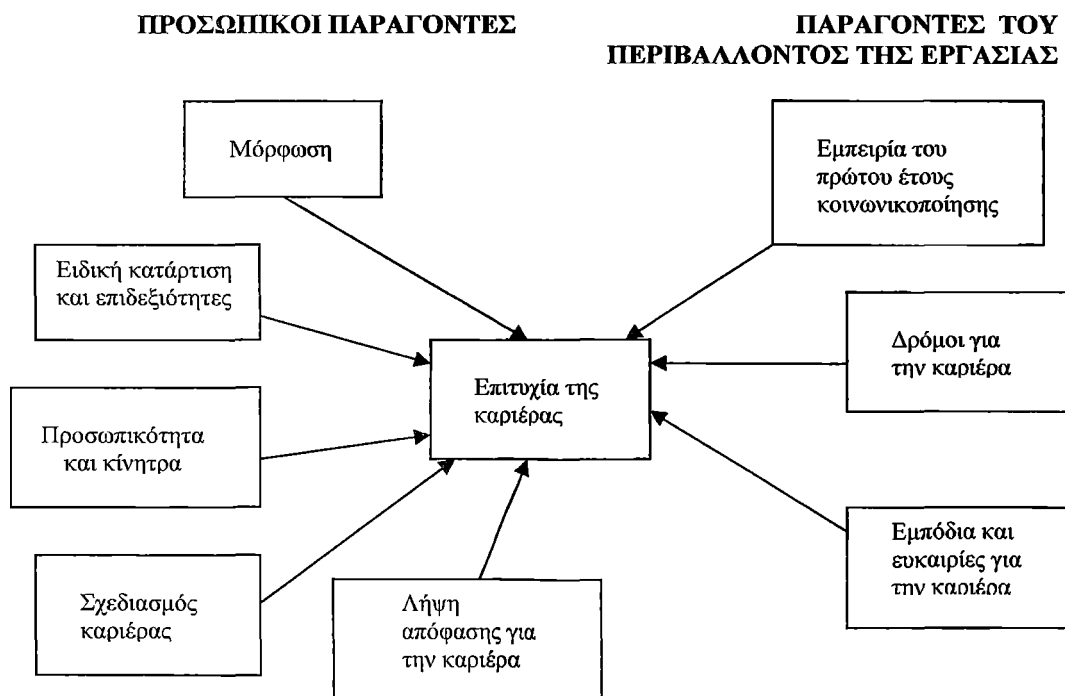 ΠΡΟΣΩΠΙΚΟΙ ΠΑΡΑΓΟΝΤΕΣ
ΠΑΡΑΓΟΝΤΕΣ ΤΟΥ
ΠΕΡΙΒΑΛΛΟΝΤΟΣ ΤΗΣ ΕΡΓΑΣΙΑΣ
Μόρφωση
Εμπειρία του
πρώτου έτους
κοινωνικοποίησης
Ειδική κατάρτιση
και επιδεξιότητες
Δρόμοι για
την καριέρα
Επιτυχία της
καριέρας
Προσωπικότητα
και κίνητρα
Εμπόδια και
ευκαιρίες για
την καριέρα
Σχεδιασμός
καριέρας
Λήψη
απόφασης για
την καριέρα